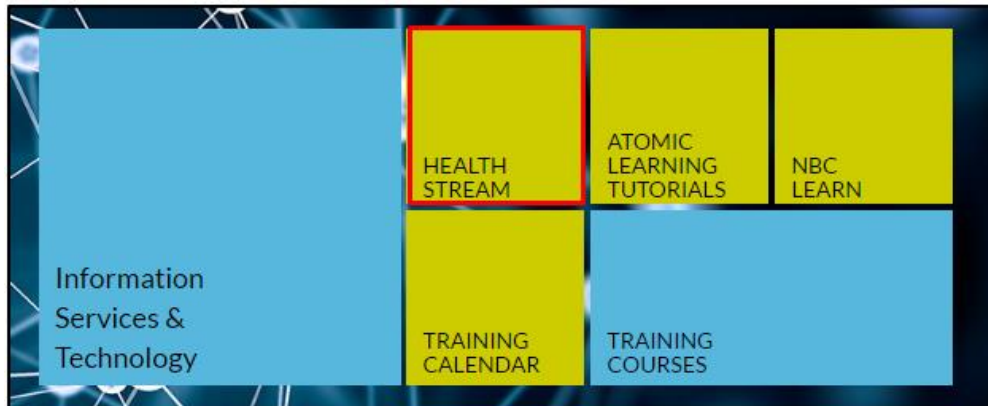 HEALTH
STREAM
ATOMIC
LEARNING
TUTORIALS
NBC
LEARN
Information
Services &
Technology
TRAINING
CALENDAR
TRAINING
COURSES